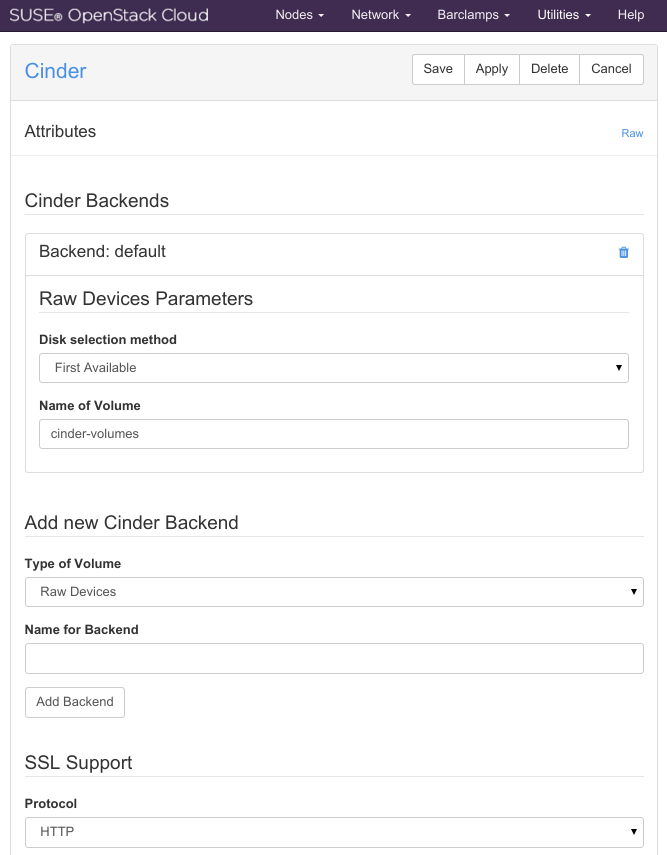 SUSE® OpenStack Cloud Nodes Network Barclamps Utilities Help
Cinder Save Apply Delete Cancel
Attributes Raw
Cinder Backends
Backend: default
Raw Devices Parameters
Disk selection method
First Available
Name of Volume
cinder-volumes
Add new Cinder Backend
Type of Volume
Raw Devices
Name for Backend
Add Backend
SSL Support
Protocol
HTTP